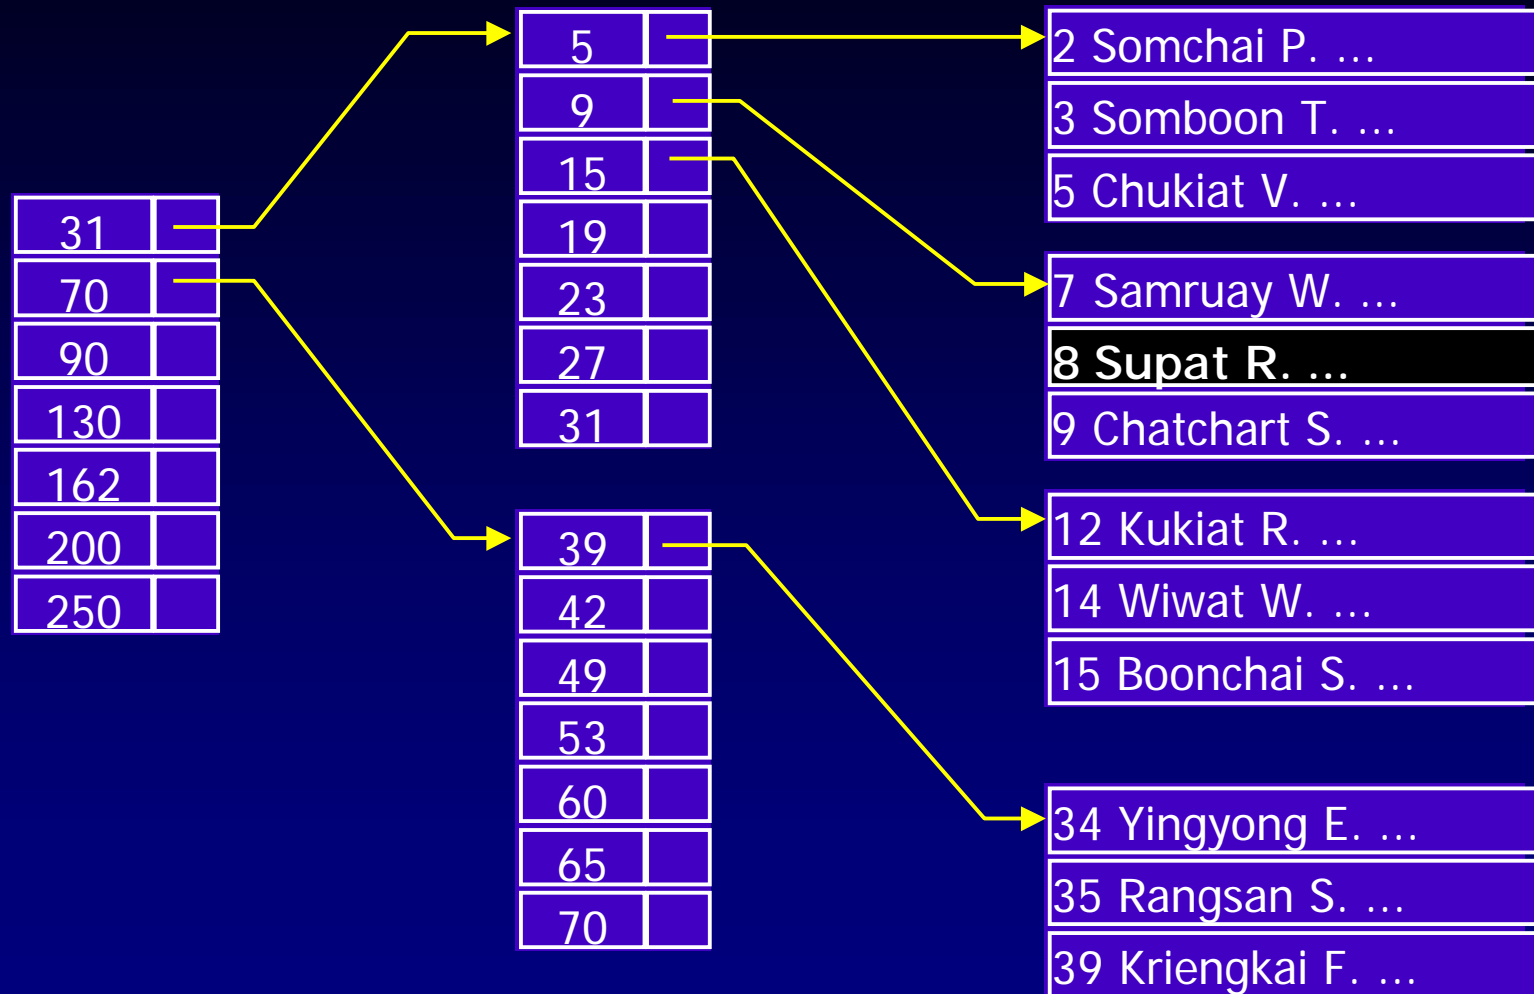 31
70
90
130
162
200
250
5
9
15
19
23
27
31
39
42
49
53
60
65
70
2 Somchai P. ...
3 Somboon T. ...
5 Chukiat V. ...
7 Samruay W. ...
8 Supat R. ...
9 Chatchart S. ...
12 Kukiat R. ...
14 Wiwat W. ...
15 Boonchai S. ...
34 Yingyong E. ...
35 Rangsan S. ...
39 Kriengkai F. ...